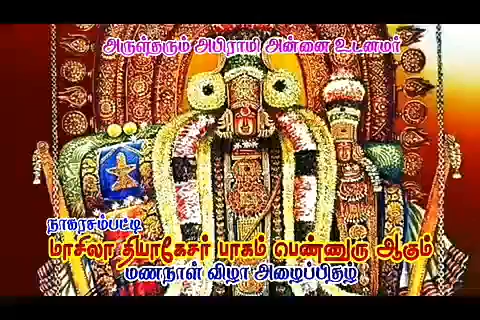 அருள்தரும் அபிராமி அன்னை உடனமர்
நாகரசம்பட்டி
மாசிலா தியாகேசர் பாகம் பெண்ணுரு ஆகும்
மணநாள் விழா அழைப்பிதழ்